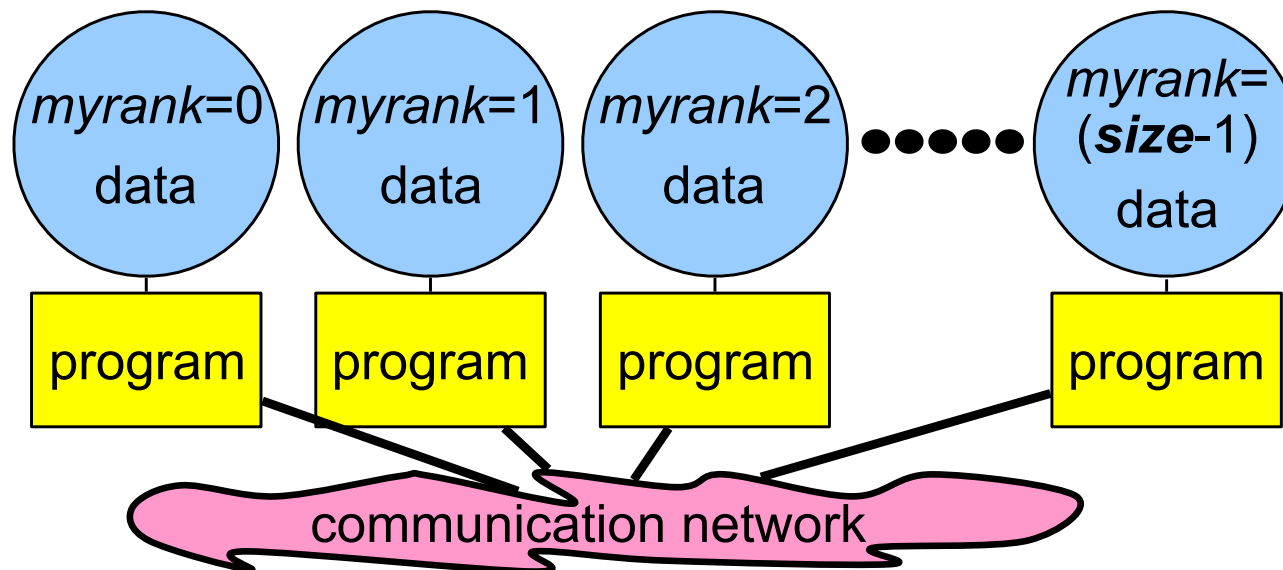 myrank=0
data
myrank=1
data
myrank=2
data
myrank=
(size-1)
data
program
program
program
program
communication network